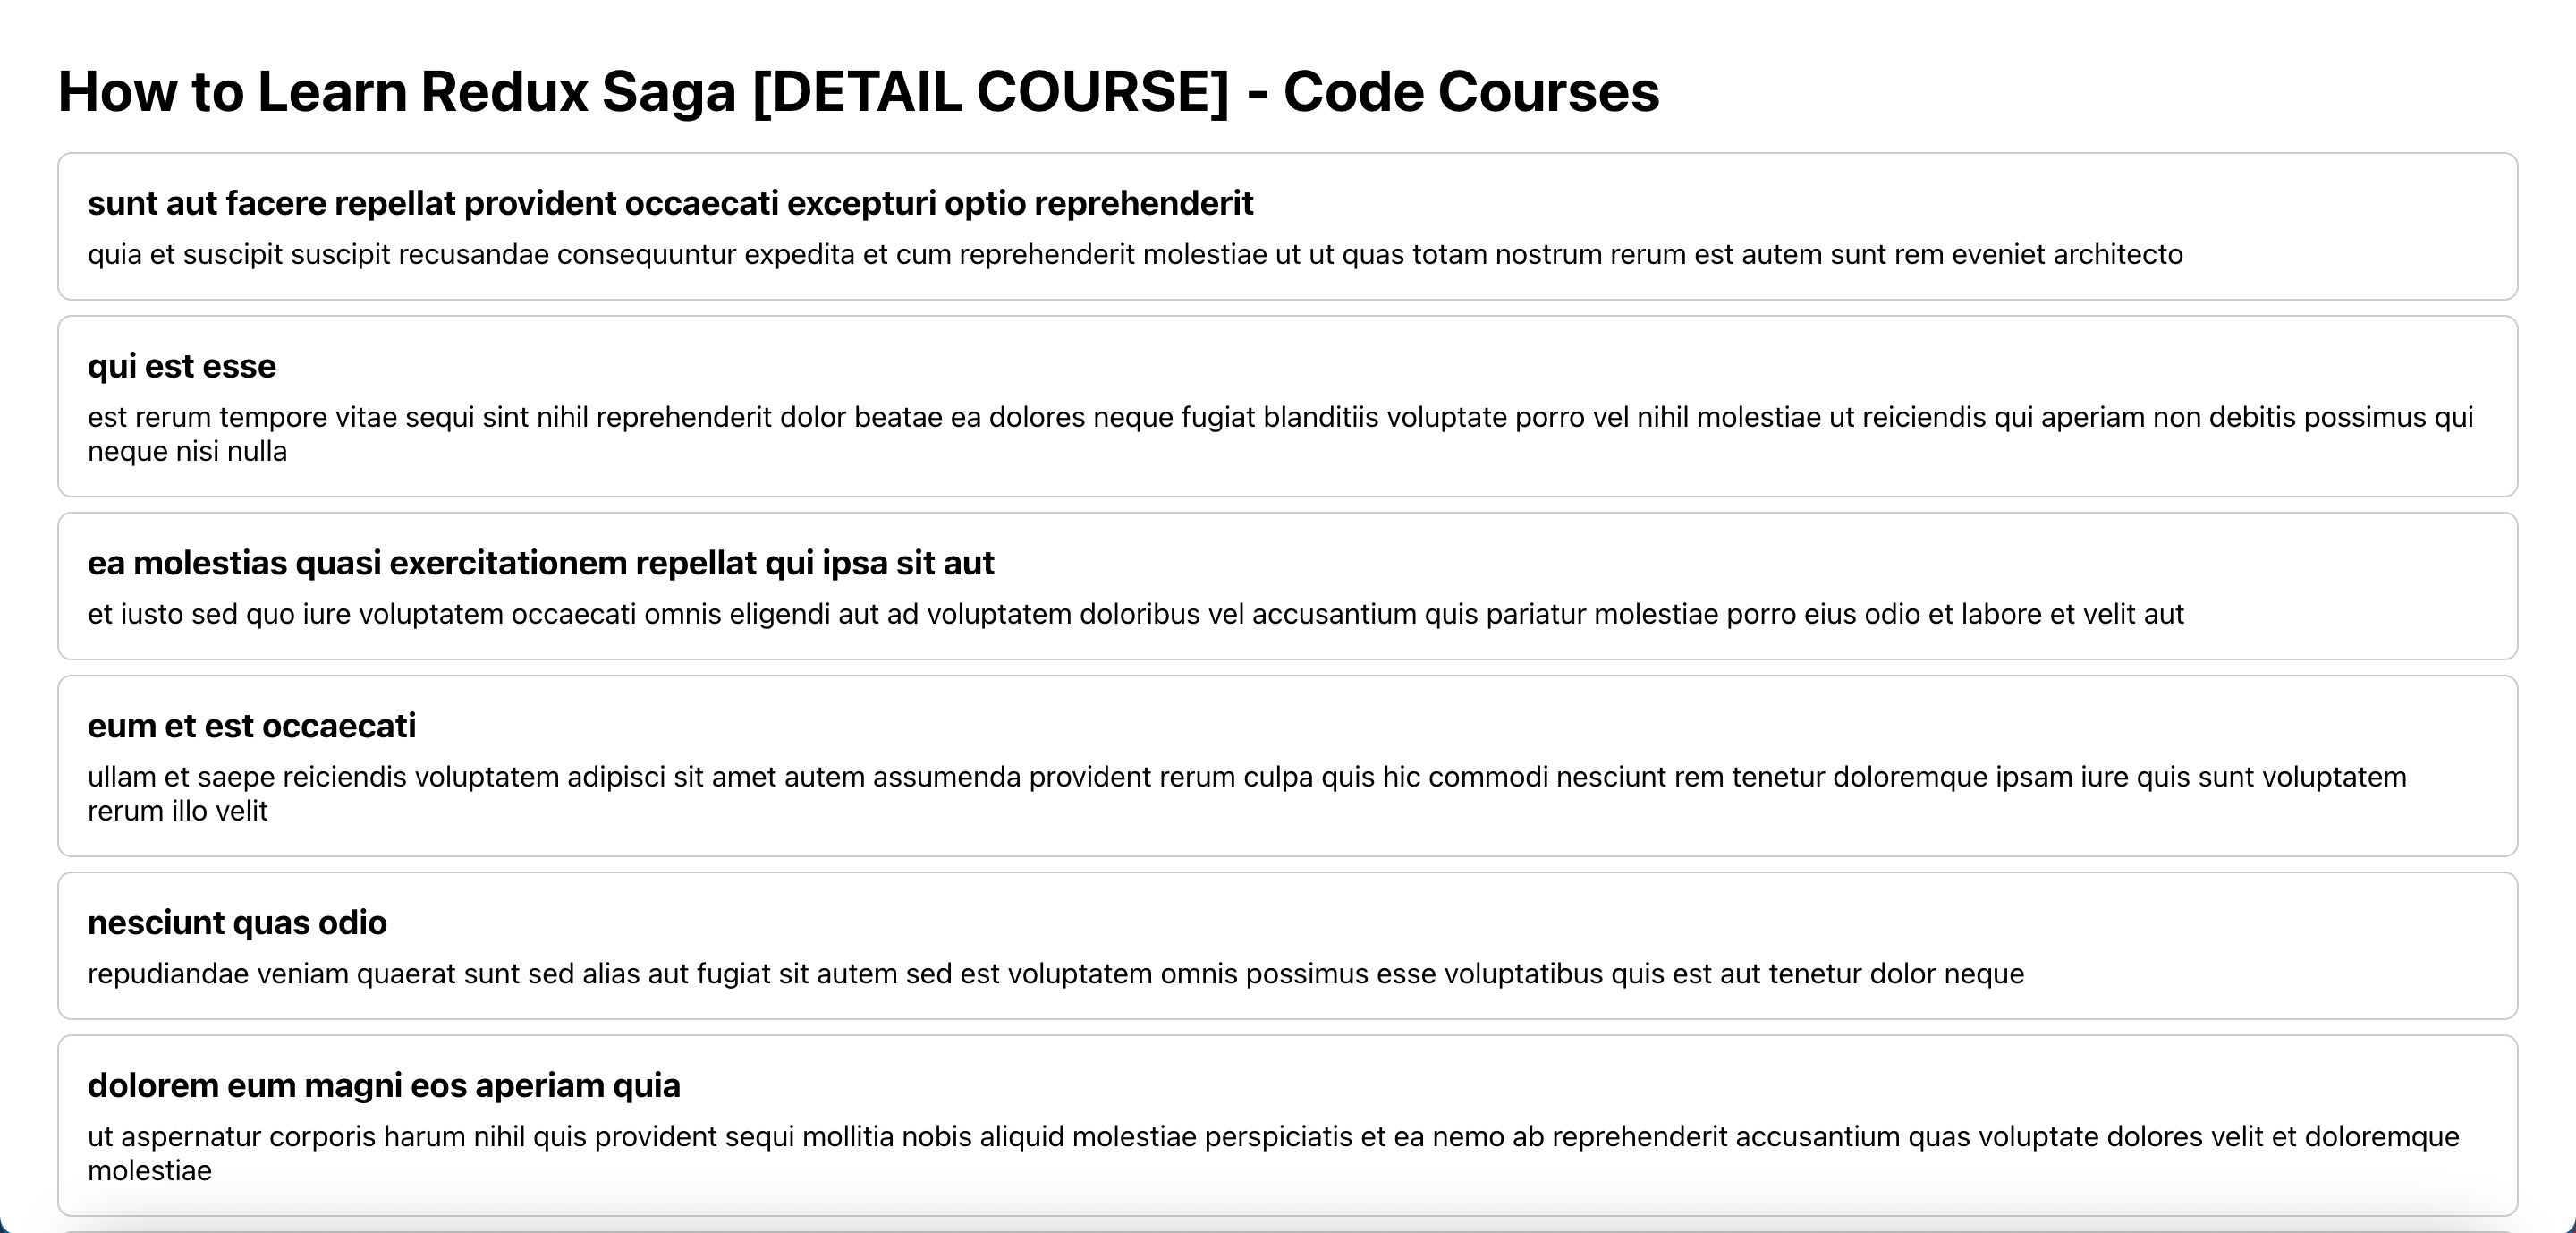 How to Learn Redux Saga [DETAIL COURSE] - Code Courses
sunt aut facere repellat provident occaecati excepturi optio reprehenderit
quia et suscipit suscipit recusandae consequuntur expedita et cum reprehenderit molestiae ut ut quas totam nostrum rerum est autem sunt rem eveniet architecto
qui est esse
est rerum tempore vitae sequi sint nihil reprehenderit dolor beatae ea dolores neque fugiat blanditiis voluptate porro vel nihil molestiae ut reiciendis qui aperiam non debitis possimus qui
neque nisi nulla
ea molestias quasi exercitationem repellat qui ipsa sit aut
et iusto sed quo iure voluptatem occaecati omnis eligendi aut ad voluptatem doloribus vel accusantium quis pariatur molestiae porro eius odio et labore et velit aut
eum et est occaecati
ullam et saepe reiciendis voluptatem adipisci sit amet autem assumenda provident rerum culpa quis hic commodi nesciunt rem tenetur doloremque ipsam iure quis sunt voluptatem
rerum illo velit
nesciunt quas odio
repudiandae veniam quaerat sunt sed alias aut fugiat sit autem sed est voluptatem omnis possimus esse voluptatibus quis est aut tenetur dolor neque
dolorem eum magni eos aperiam quia
ut aspernatur corporis harum nihil quis provident sequi mollitia nobis aliquid molestiae perspiciatis et ea nemo ab reprehenderit accusantium quas voluptate dolores velit et doloremque
molestiae